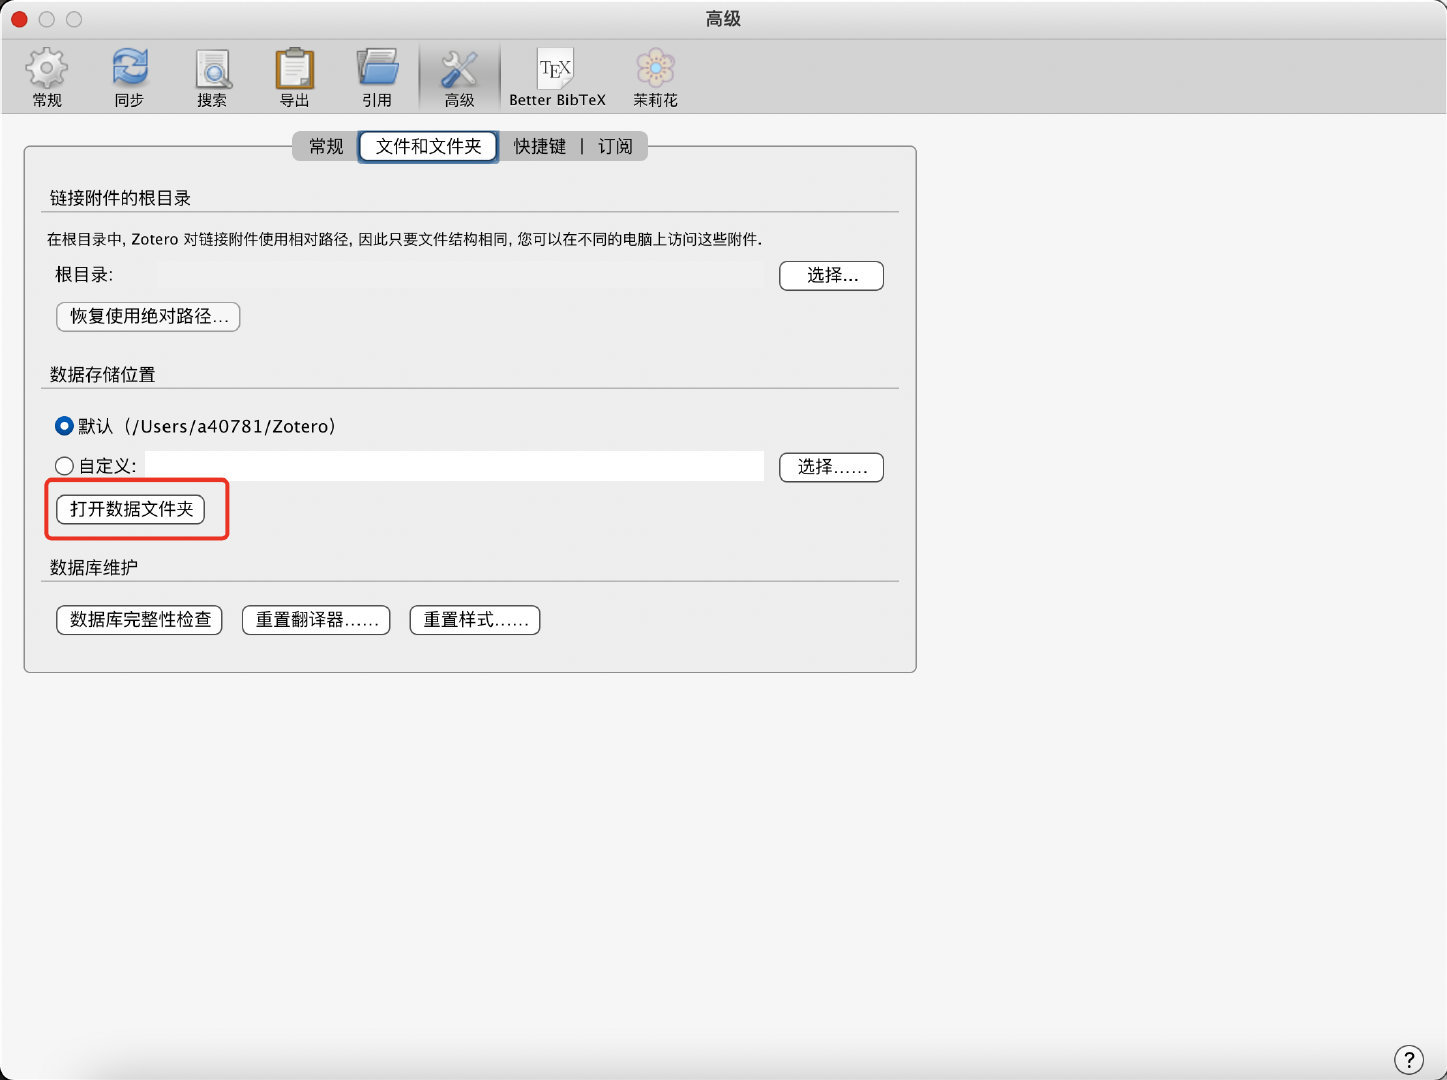 高级
常规 同步 搜索 导出 引用 高级 Better BibTeX 茉莉花
TEX
常规 文件和文件夹 快捷键 | 订阅
链接附件的根目录
在根目录中, Zotero 对链接附件使用相对路径, 因此只要文件结构相同, 您可以在不同的电脑上访问这些附件.
根目录: 选择...
恢复使用绝对路径...
数据存储位置
默认（/Users/a40781/Zotero）
自定义: 选择……
打开数据文件夹
数据库维护
数据库完整性检查 重置翻译器…… 重置样式……
?